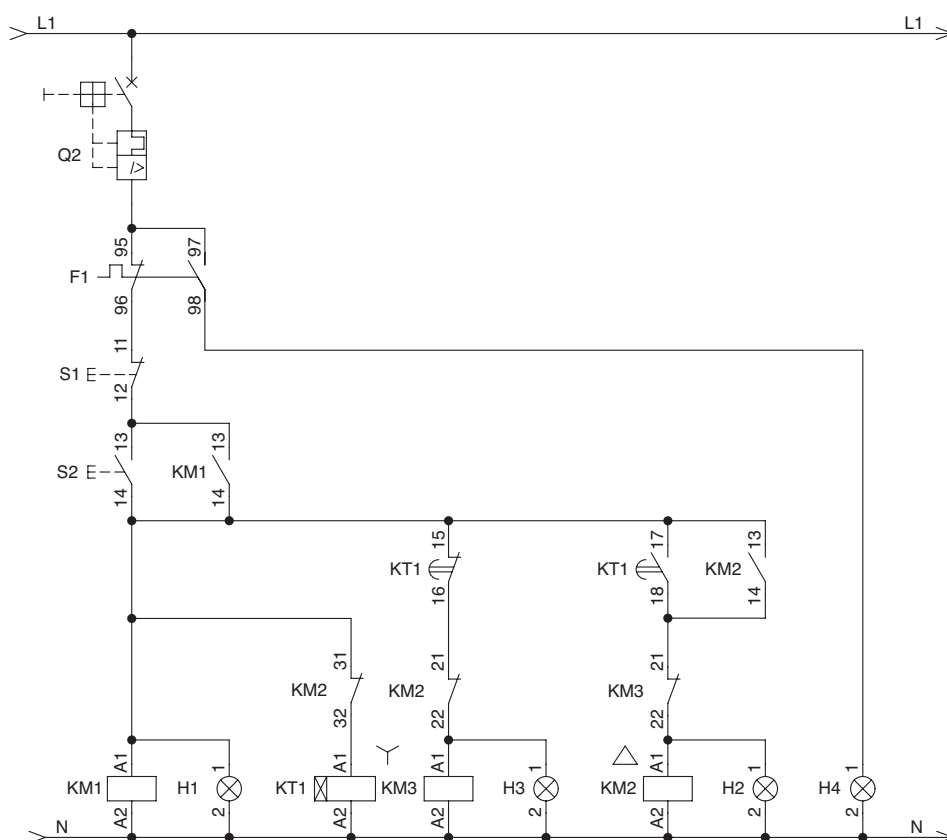 L1 L1
Q2
95 97
F1
96 98
11
S1
12
13 13
S2 KM1
14 14
15 17 13
KT1 KT1 KM2
16 18 14
31 21 21
KM2 KM2 KM3
32 22 22
A1 1 A1 A1 1 A1 1 1
KM1 H1 KT1 KM3 H3 KM2 H2 H4
A2 2 A2 A2 2 A2 2 2
N N